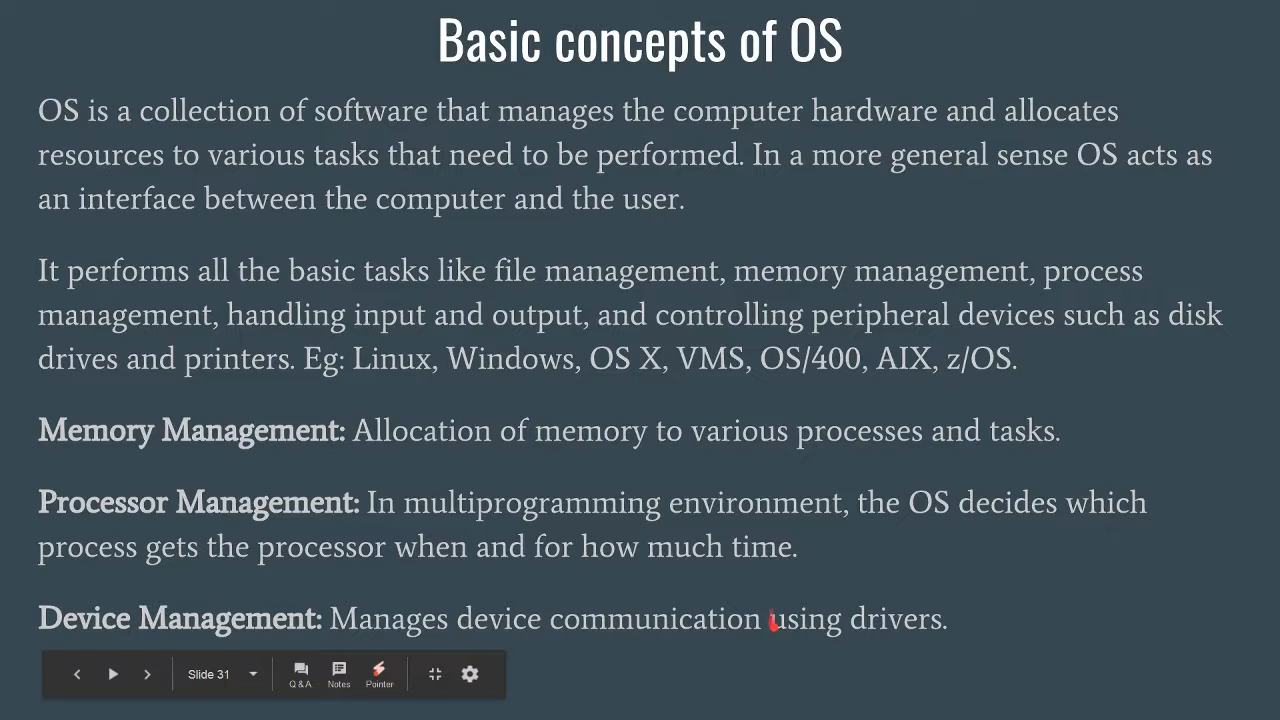 Basic concepts of OS
OS is a collection of software that manages the computer hardware and allocates
resources to various tasks that need to be performed. In a more general sense OS acts as
an interface between the computer and the user.
It performs all the basic tasks like file management, memory management, process
management, handling input and output, and controlling peripheral devices such as disk
drives and printers. Eg: Linux, Windows, OS X, VMS, OS/400, AIX, z/OS.
Memory Management: Allocation of memory to various processes and tasks.
Processor Management: In multiprogramming environment, the OS decides which
process gets the processor when and for how much time.
Device Management: Manages device communication using drivers.
Slide 31
Q & A Notes Pointer